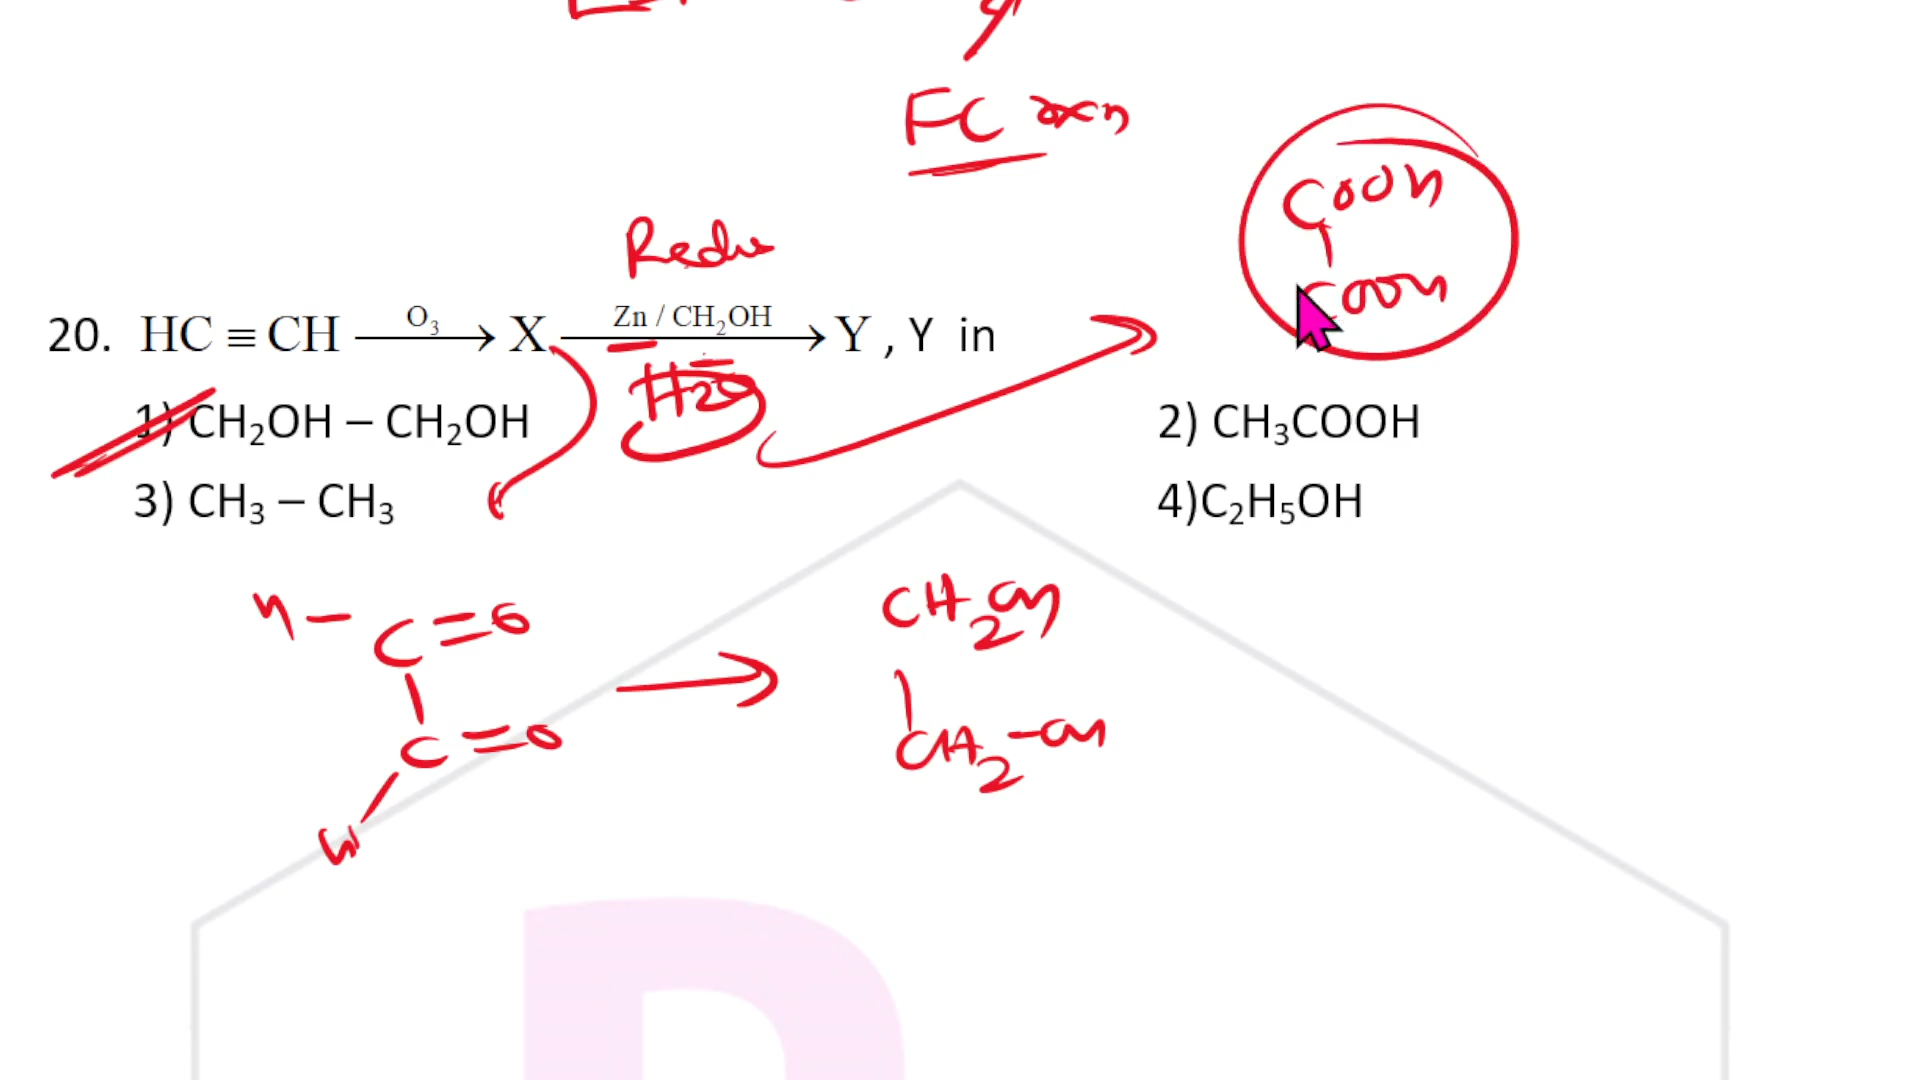 FC rxn
COOH
COOH
Redu
20. HC ≡ CH —O₃→ X —Zn / CH₂OH→ Y , Y in
H₂O
1) CH₂OH – CH₂OH 2) CH₃COOH
3) CH₃ – CH₃ 4)C₂H₅OH
H – C = O
C = O
H
CH₂OH
CH₂-OH